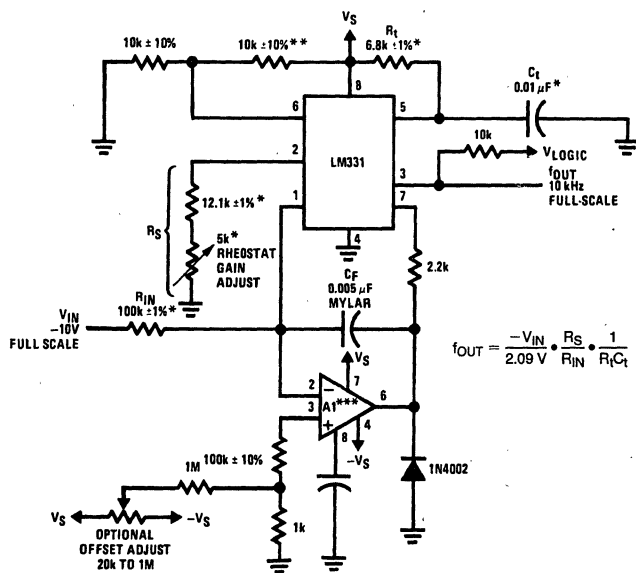 VS
10k ± 10%
10k ±10%**
Rt
6.8k ±1%*
Ct
0.01 µF*
8
6
5
2
LM331
10k
VLOGIC
3
fOUT
10 kHz
FULL-SCALE
1
7
4
12.1k ±1%*
RS
5k*
RHEOSTAT
GAIN
ADJUST
2.2k
CF
0.005 µF
MYLAR
RIN
100k ±1%*
VIN
−10V
FULL SCALE
fOUT = −VIN/2.09 V • RS/RIN • 1/RtCt
VS
7
2
−
6
3
A1***
+
8
4
−VS
100k ± 10%
1M
1N4002
VS
−VS
1k
OPTIONAL
OFFSET ADJUST
20k TO 1M